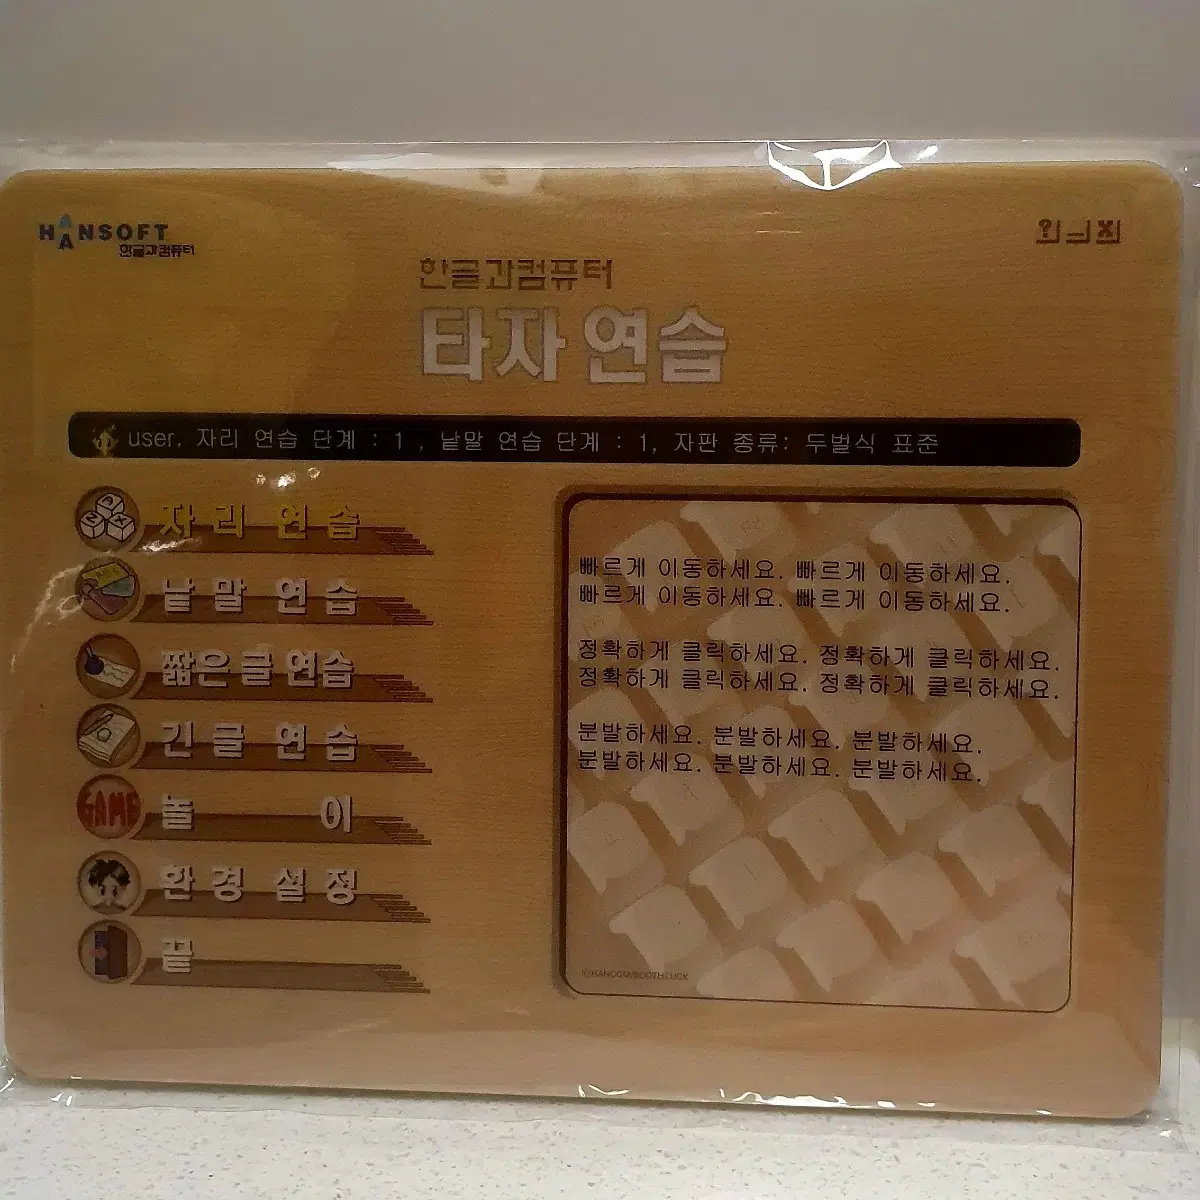 HANSOFT
한글과컴퓨터
? _ X
한글과컴퓨터
타자연습
user, 자리 연습 단계 : 1 , 낱말 연습 단계 : 1, 자판 종류: 두벌식 표준
자리 연습
낱말 연습
짧은글연습
긴글 연습
GAME 놀이
환경 설정
끝
빠르게 이동하세요. 빠르게 이동하세요.
빠르게 이동하세요. 빠르게 이동하세요.
정확하게 클릭하세요. 정확하게 클릭하세요.
정확하게 클릭하세요. 정확하게 클릭하세요.
분발하세요. 분발하세요. 분발하세요.
분발하세요. 분발하세요. 분발하세요.